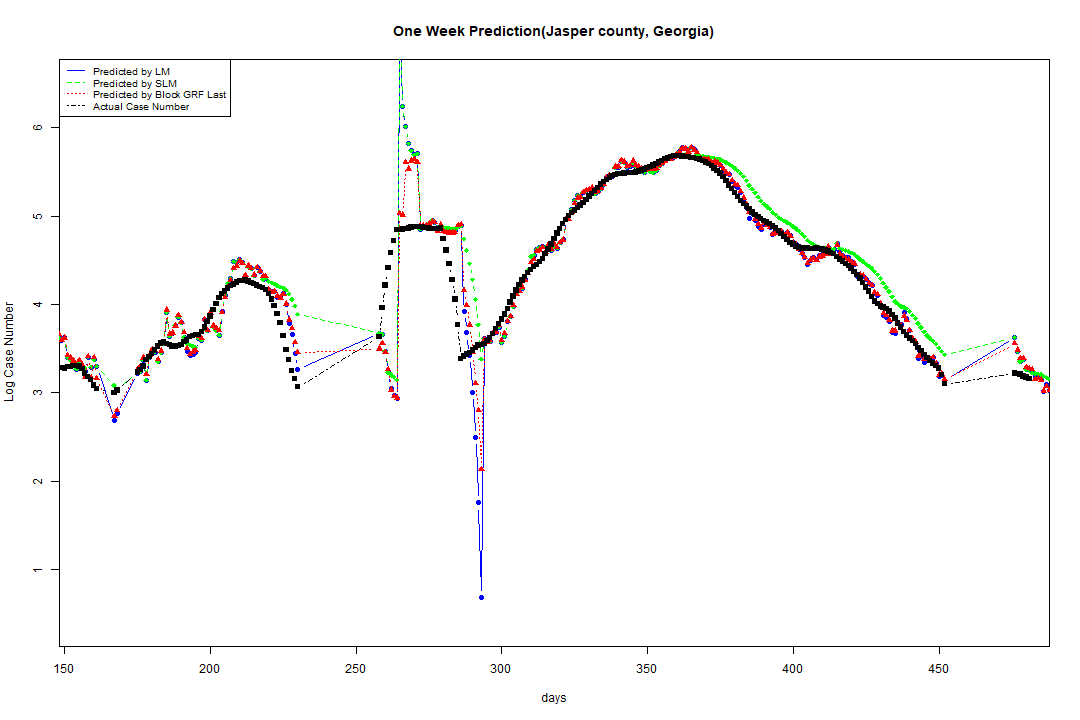 One Week Prediction(Jasper county, Georgia)
Predicted by LM
Predicted by SLM
Predicted by Block GRF Last
Actual Case Number
Log Case Number
6
5
4
3
2
1
150 200 250 300 350 400 450
days